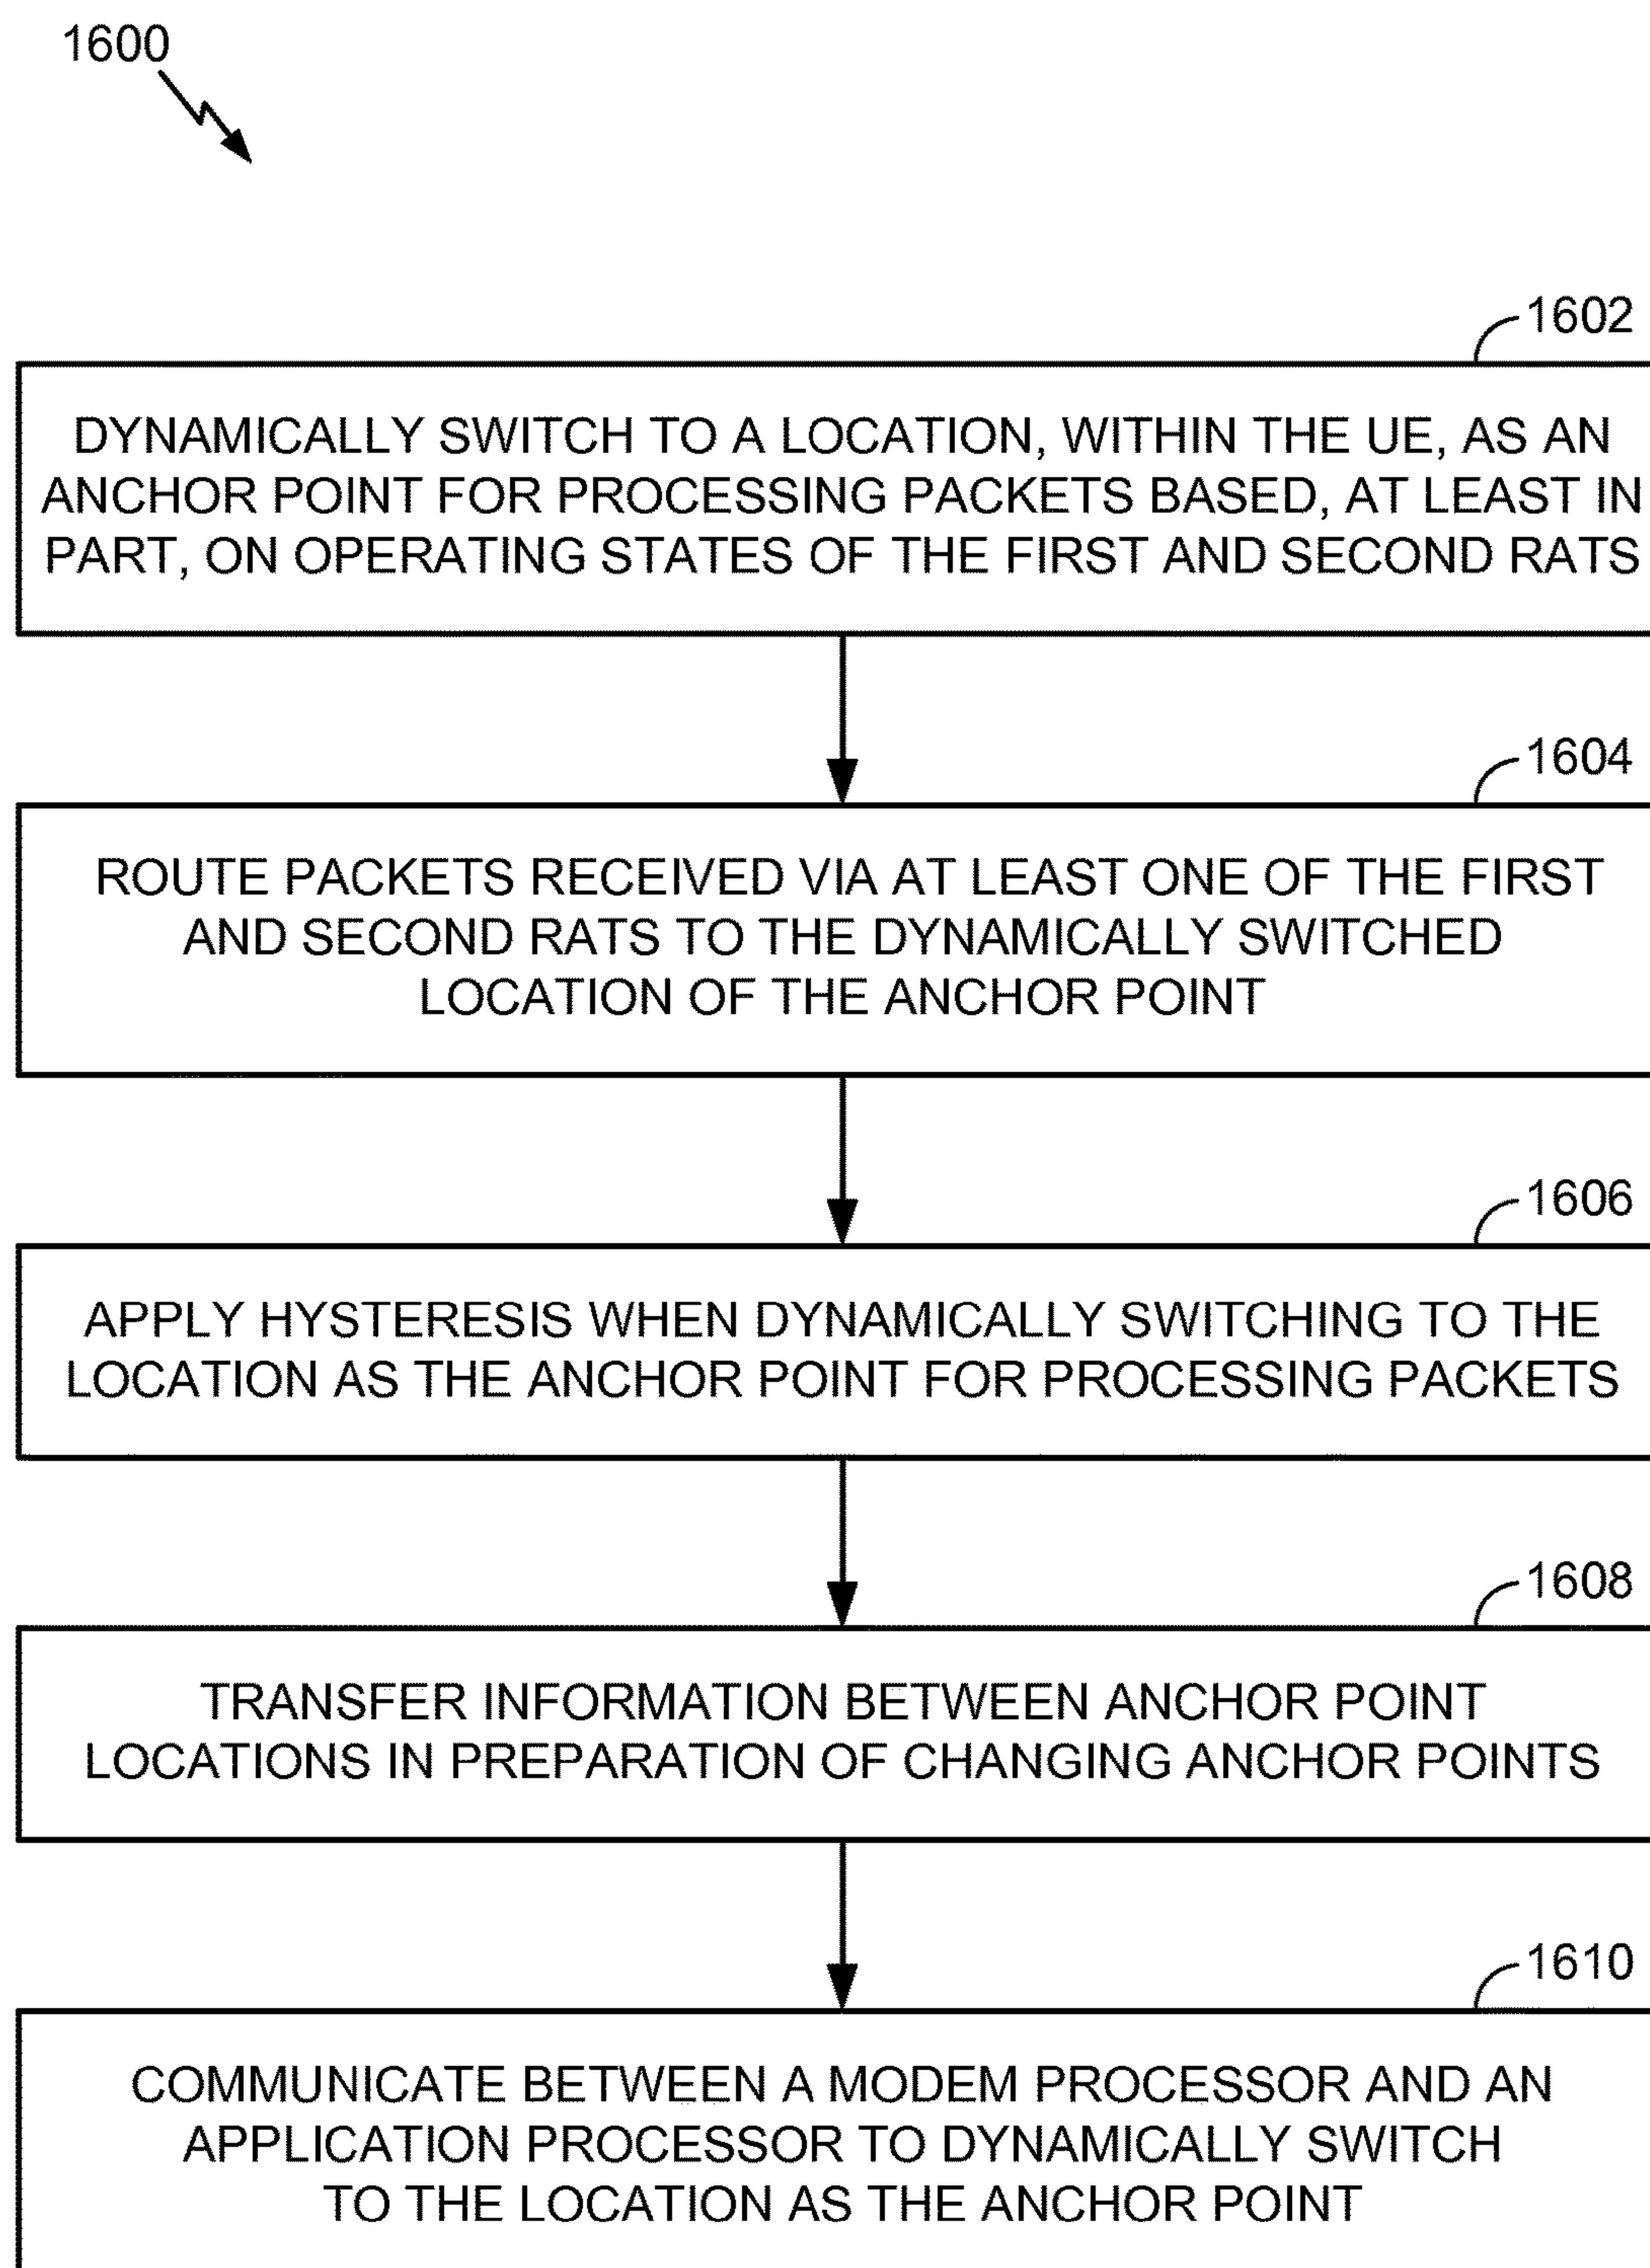 1600
1602
DYNAMICALLY SWITCH TO A LOCATION, WITHIN THE UE, AS AN
ANCHOR POINT FOR PROCESSING PACKETS BASED, AT LEAST IN
PART, ON OPERATING STATES OF THE FIRST AND SECOND RATS
1604
ROUTE PACKETS RECEIVED VIA AT LEAST ONE OF THE FIRST
AND SECOND RATS TO THE DYNAMICALLY SWITCHED
LOCATION OF THE ANCHOR POINT
1606
APPLY HYSTERESIS WHEN DYNAMICALLY SWITCHING TO THE
LOCATION AS THE ANCHOR POINT FOR PROCESSING PACKETS
1608
TRANSFER INFORMATION BETWEEN ANCHOR POINT
LOCATIONS IN PREPARATION OF CHANGING ANCHOR POINTS
1610
COMMUNICATE BETWEEN A MODEM PROCESSOR AND AN
APPLICATION PROCESSOR TO DYNAMICALLY SWITCH
TO THE LOCATION AS THE ANCHOR POINT